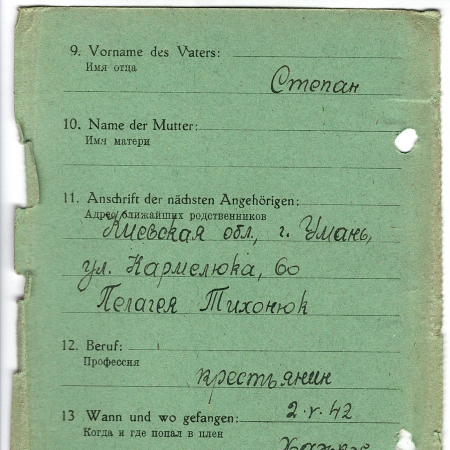 9. Vorname des Vaters:
Имя отца
Степан
10. Name der Mutter:
Имя матери
11. Anschrift der nächsten Angehörigen:
Адрес ближайших родственников
Киевская обл., г. Умань,
ул. Кармелюка, 60
Пелагея Тихонюк
12. Beruf:
Профессия
крестьянин
13 Wann und wo gefangen: 2.V.42
Когда и где попал в плен